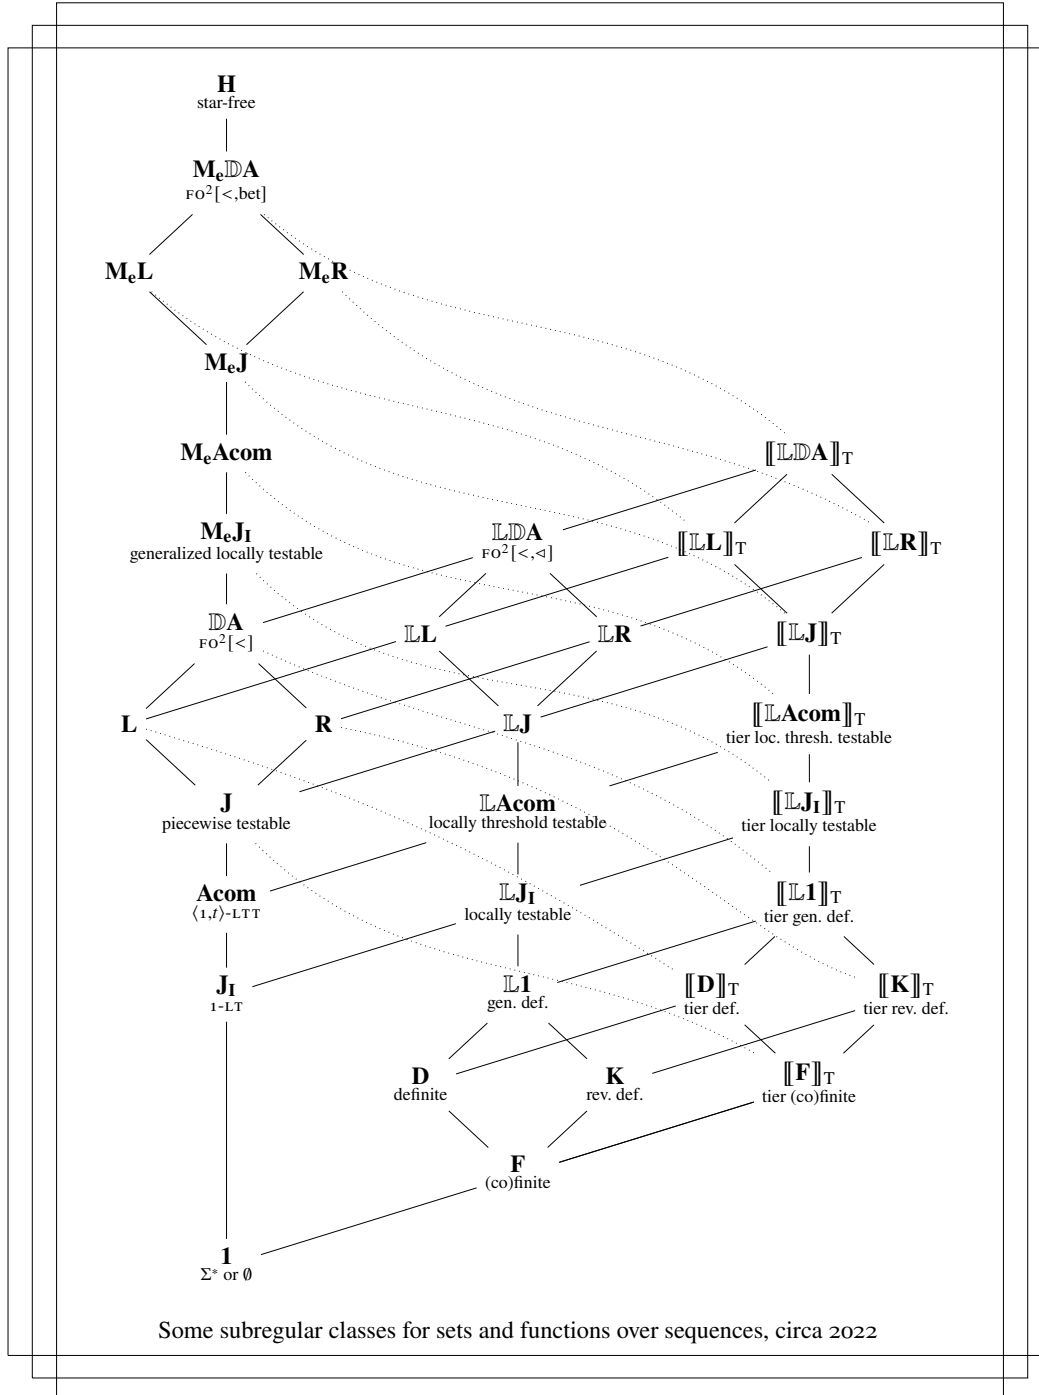 H
star-free
Mₑ𝔻A
FO²[<,bet]
MₑL
MₑR
MₑJ
MₑAcom
⟦𝕃𝔻A⟧T
MₑJI
generalized locally testable
𝕃𝔻A
FO²[<,⊲]
⟦𝕃L⟧T
⟦𝕃R⟧T
𝔻A
FO²[<]
𝕃L
𝕃R
⟦𝕃J⟧T
L
R
𝕃J
⟦𝕃Acom⟧T
tier loc. thresh. testable
J
piecewise testable
𝕃Acom
locally threshold testable
⟦𝕃JI⟧T
tier locally testable
Acom
⟨1,t⟩-LTT
𝕃JI
locally testable
⟦𝕃1⟧T
tier gen. def.
JI
1-LT
𝕃1
gen. def.
⟦D⟧T
tier def.
⟦K⟧T
tier rev. def.
D
definite
K
rev. def.
⟦F⟧T
tier (co)finite
F
(co)finite
1
Σ* or ∅
Some subregular classes for sets and functions over sequences, circa 2022